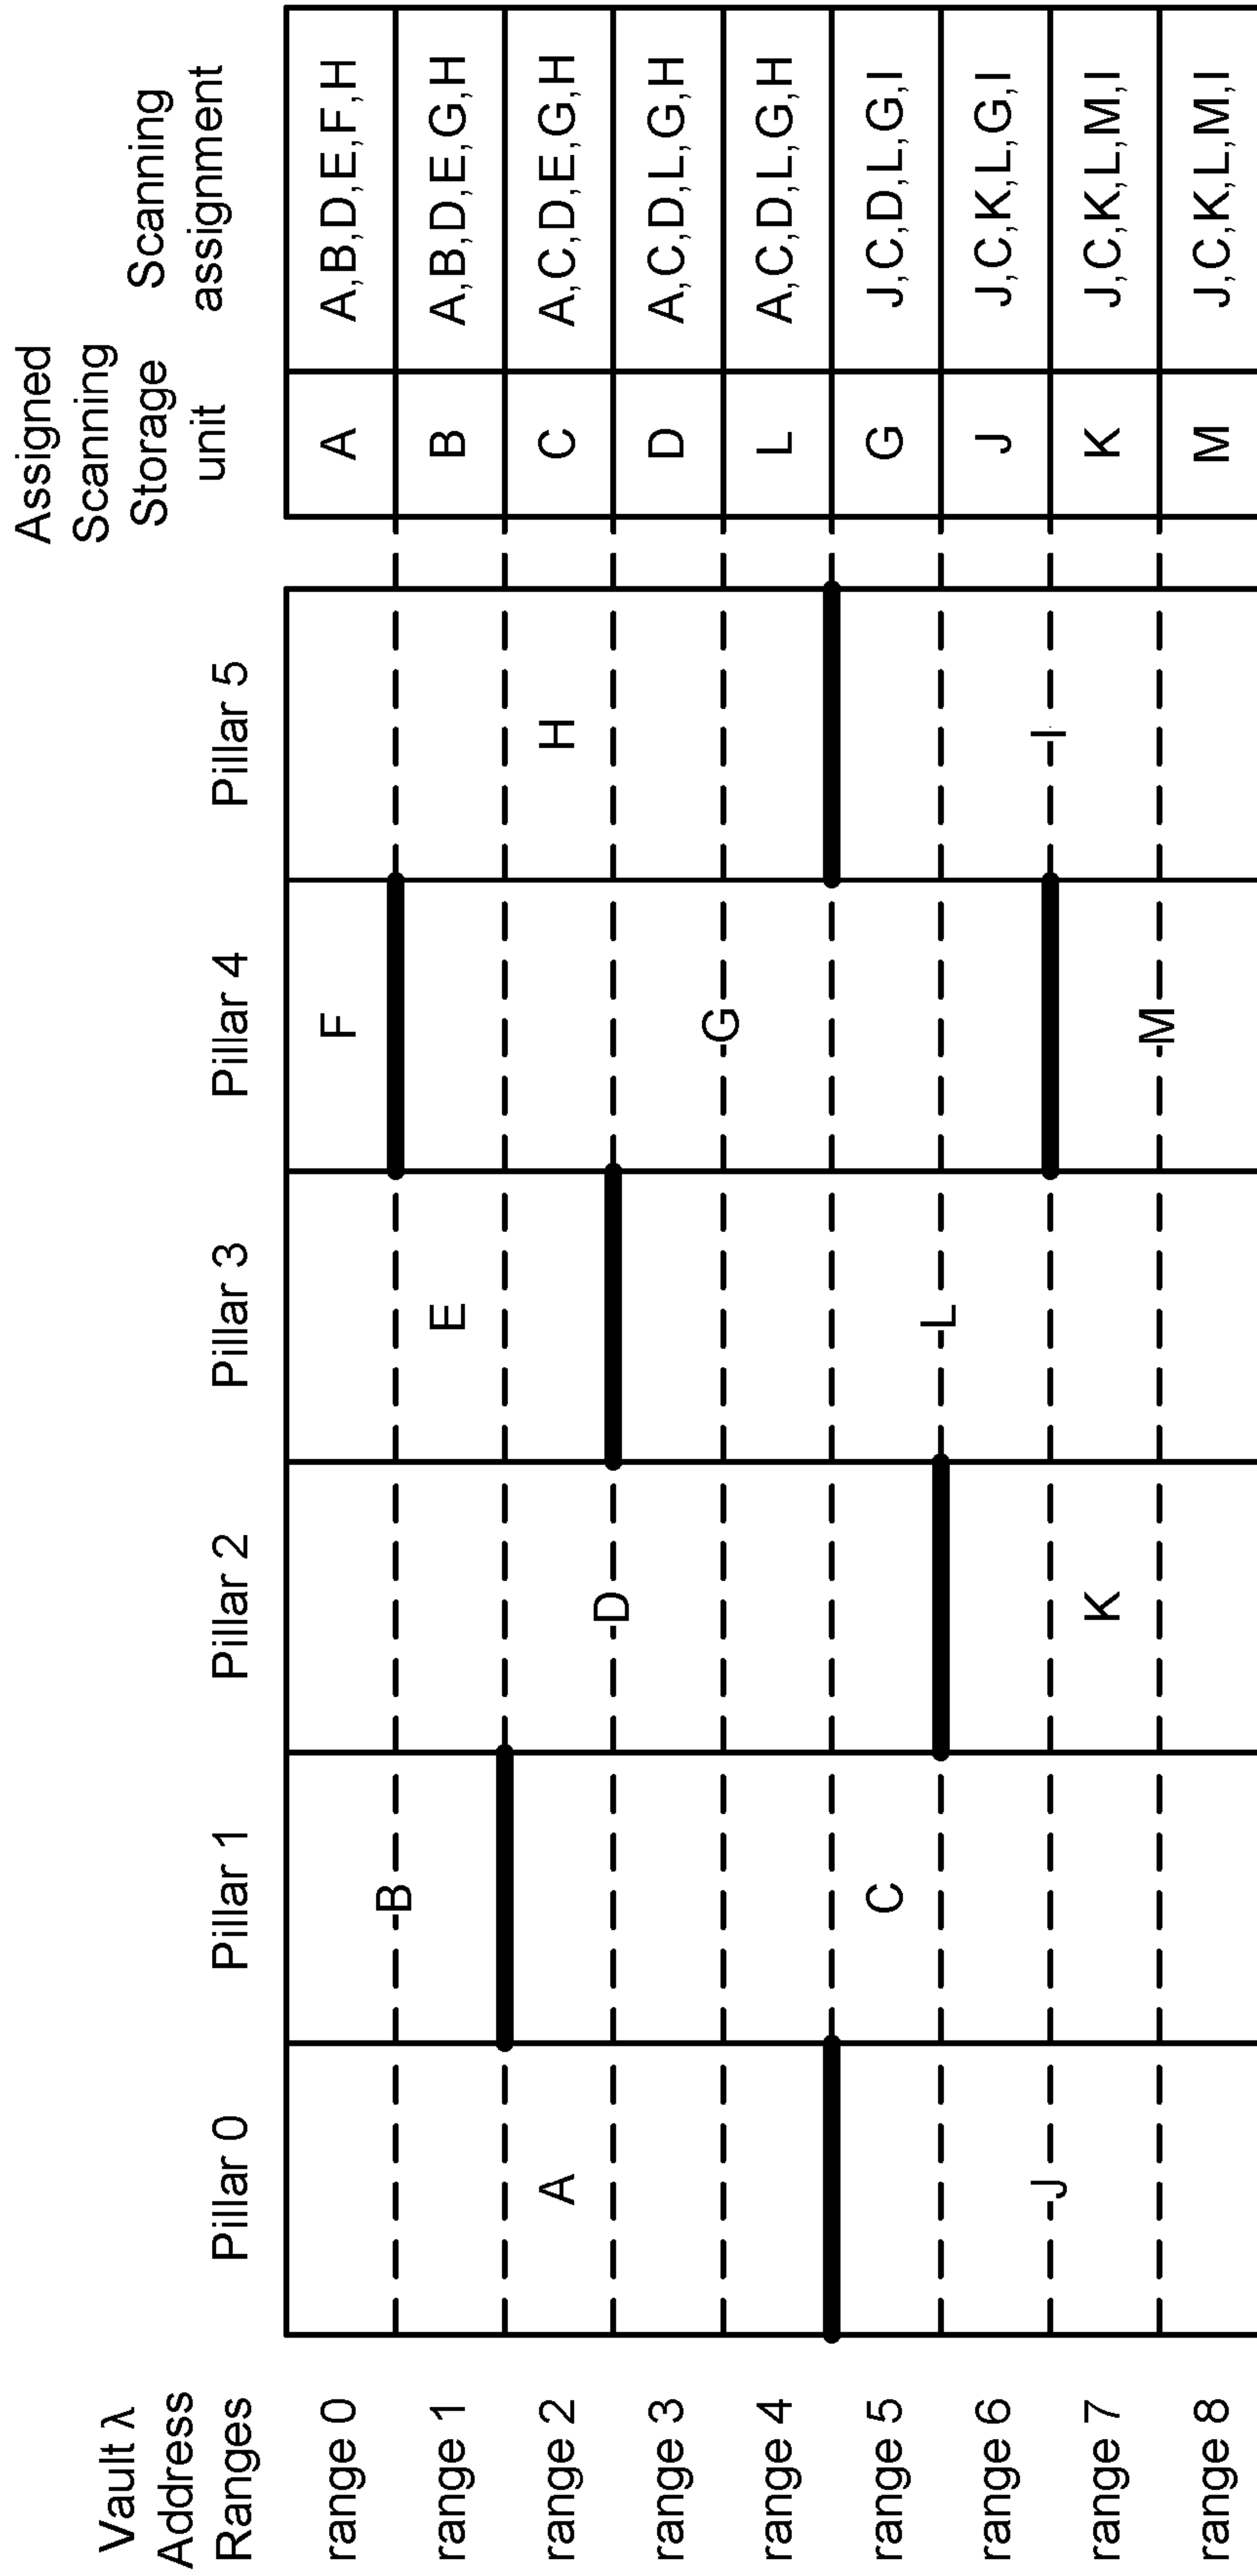 Vault λ
Address
Ranges
Pillar 0
Pillar 1
Pillar 2
Pillar 3
Pillar 4
Pillar 5
Assigned
Scanning
Storage
unit
Scanning
assignment
range 0
F
A
A,B,D,E,F,H
B
range 1
E
B
A,B,D,E,G,H
range 2
A
H
C
A,C,D,E,G,H
D
range 3
D
A,C,D,L,G,H
G
range 4
L
A,C,D,L,G,H
range 5
C
G
J,C,D,L,G,I
L
range 6
J
J,C,K,L,G,I
J
I
range 7
K
K
J,C,K,L,M,I
M
range 8
M
J,C,K,L,M,I